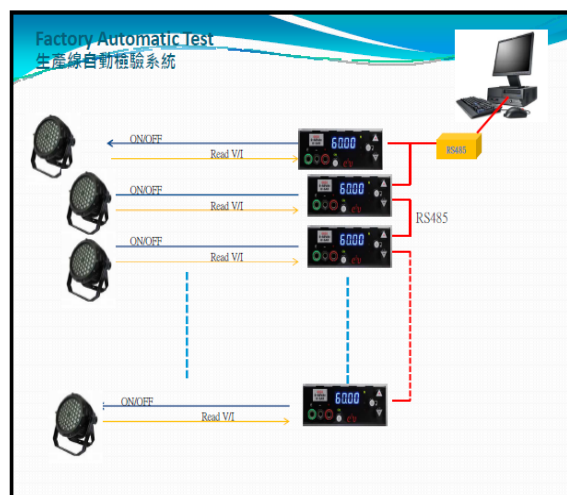 Factory Automatic Test
生產線自動檢驗系統
ON/OFF
60.00
RS485
Read V/I
ON/OFF
60.00
Read V/I
RS485
ON/OFF
60.00
Read V/I
60.00
ON/OFF
Read V/I